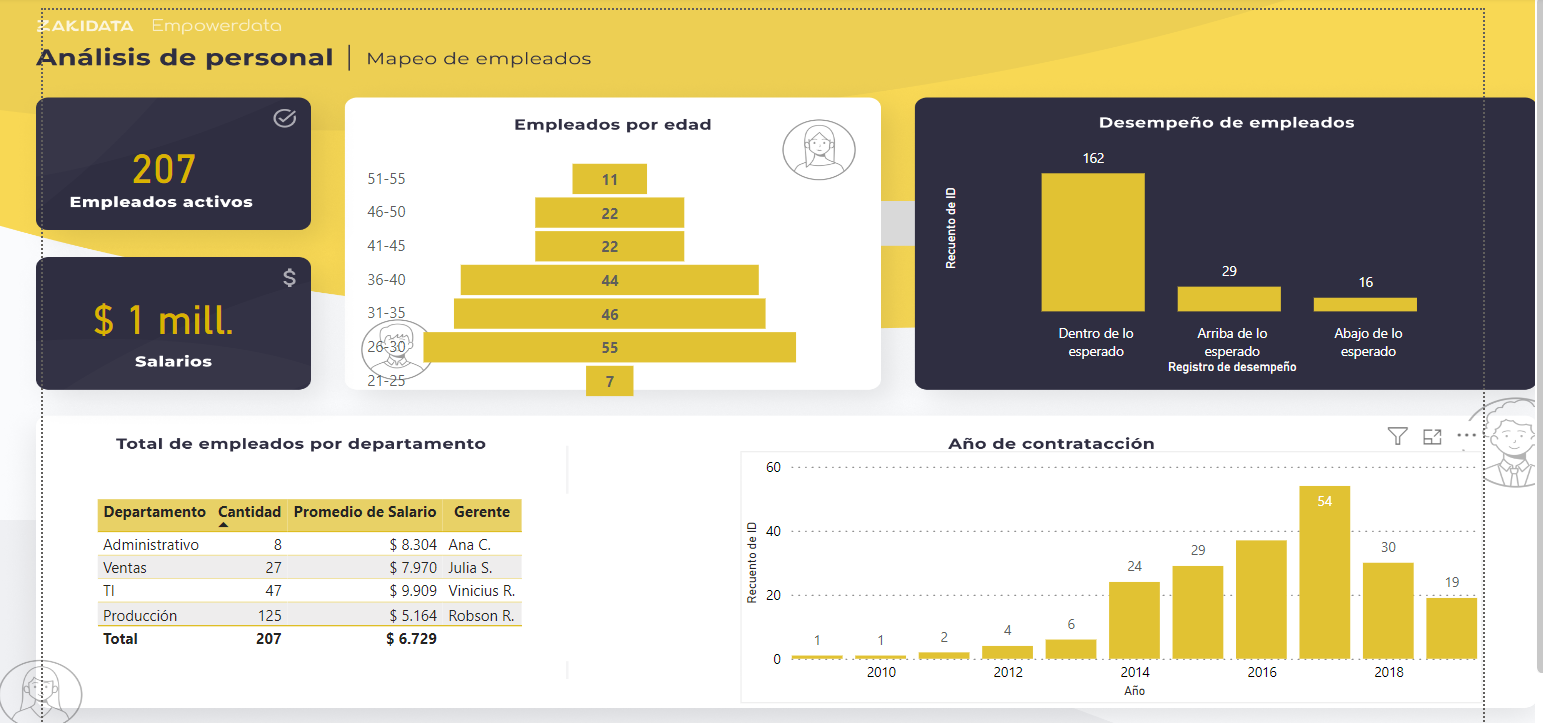 ZAKIDATA Empowerdata
Análisis de personal | Mapeo de empleados
207
Empleados activos
$
$ 1 mill.
Salarios
Empleados por edad
51-55 11
46-50 22
41-45 22
36-40 44
31-35 46
26-30 55
21-25 7
Desempeño de empleados
Recuento de ID
162
29
16
Dentro de lo esperado
Arriba de lo esperado
Abajo de lo esperado
Registro de desempeño
Total de empleados por departamento
Departamento Cantidad Promedio de Salario Gerente
Administrativo 8 $ 8.304 Ana C.
Ventas 27 $ 7.970 Julia S.
TI 47 $ 9.909 Vinicius R.
Producción 125 $ 5.164 Robson R.
Total 207 $ 6.729
Año de contratacción
Recuento de ID
60
40
20
0
1 1 2 4 6 24 29 54 30 19
2010 2012 2014 2016 2018
Año